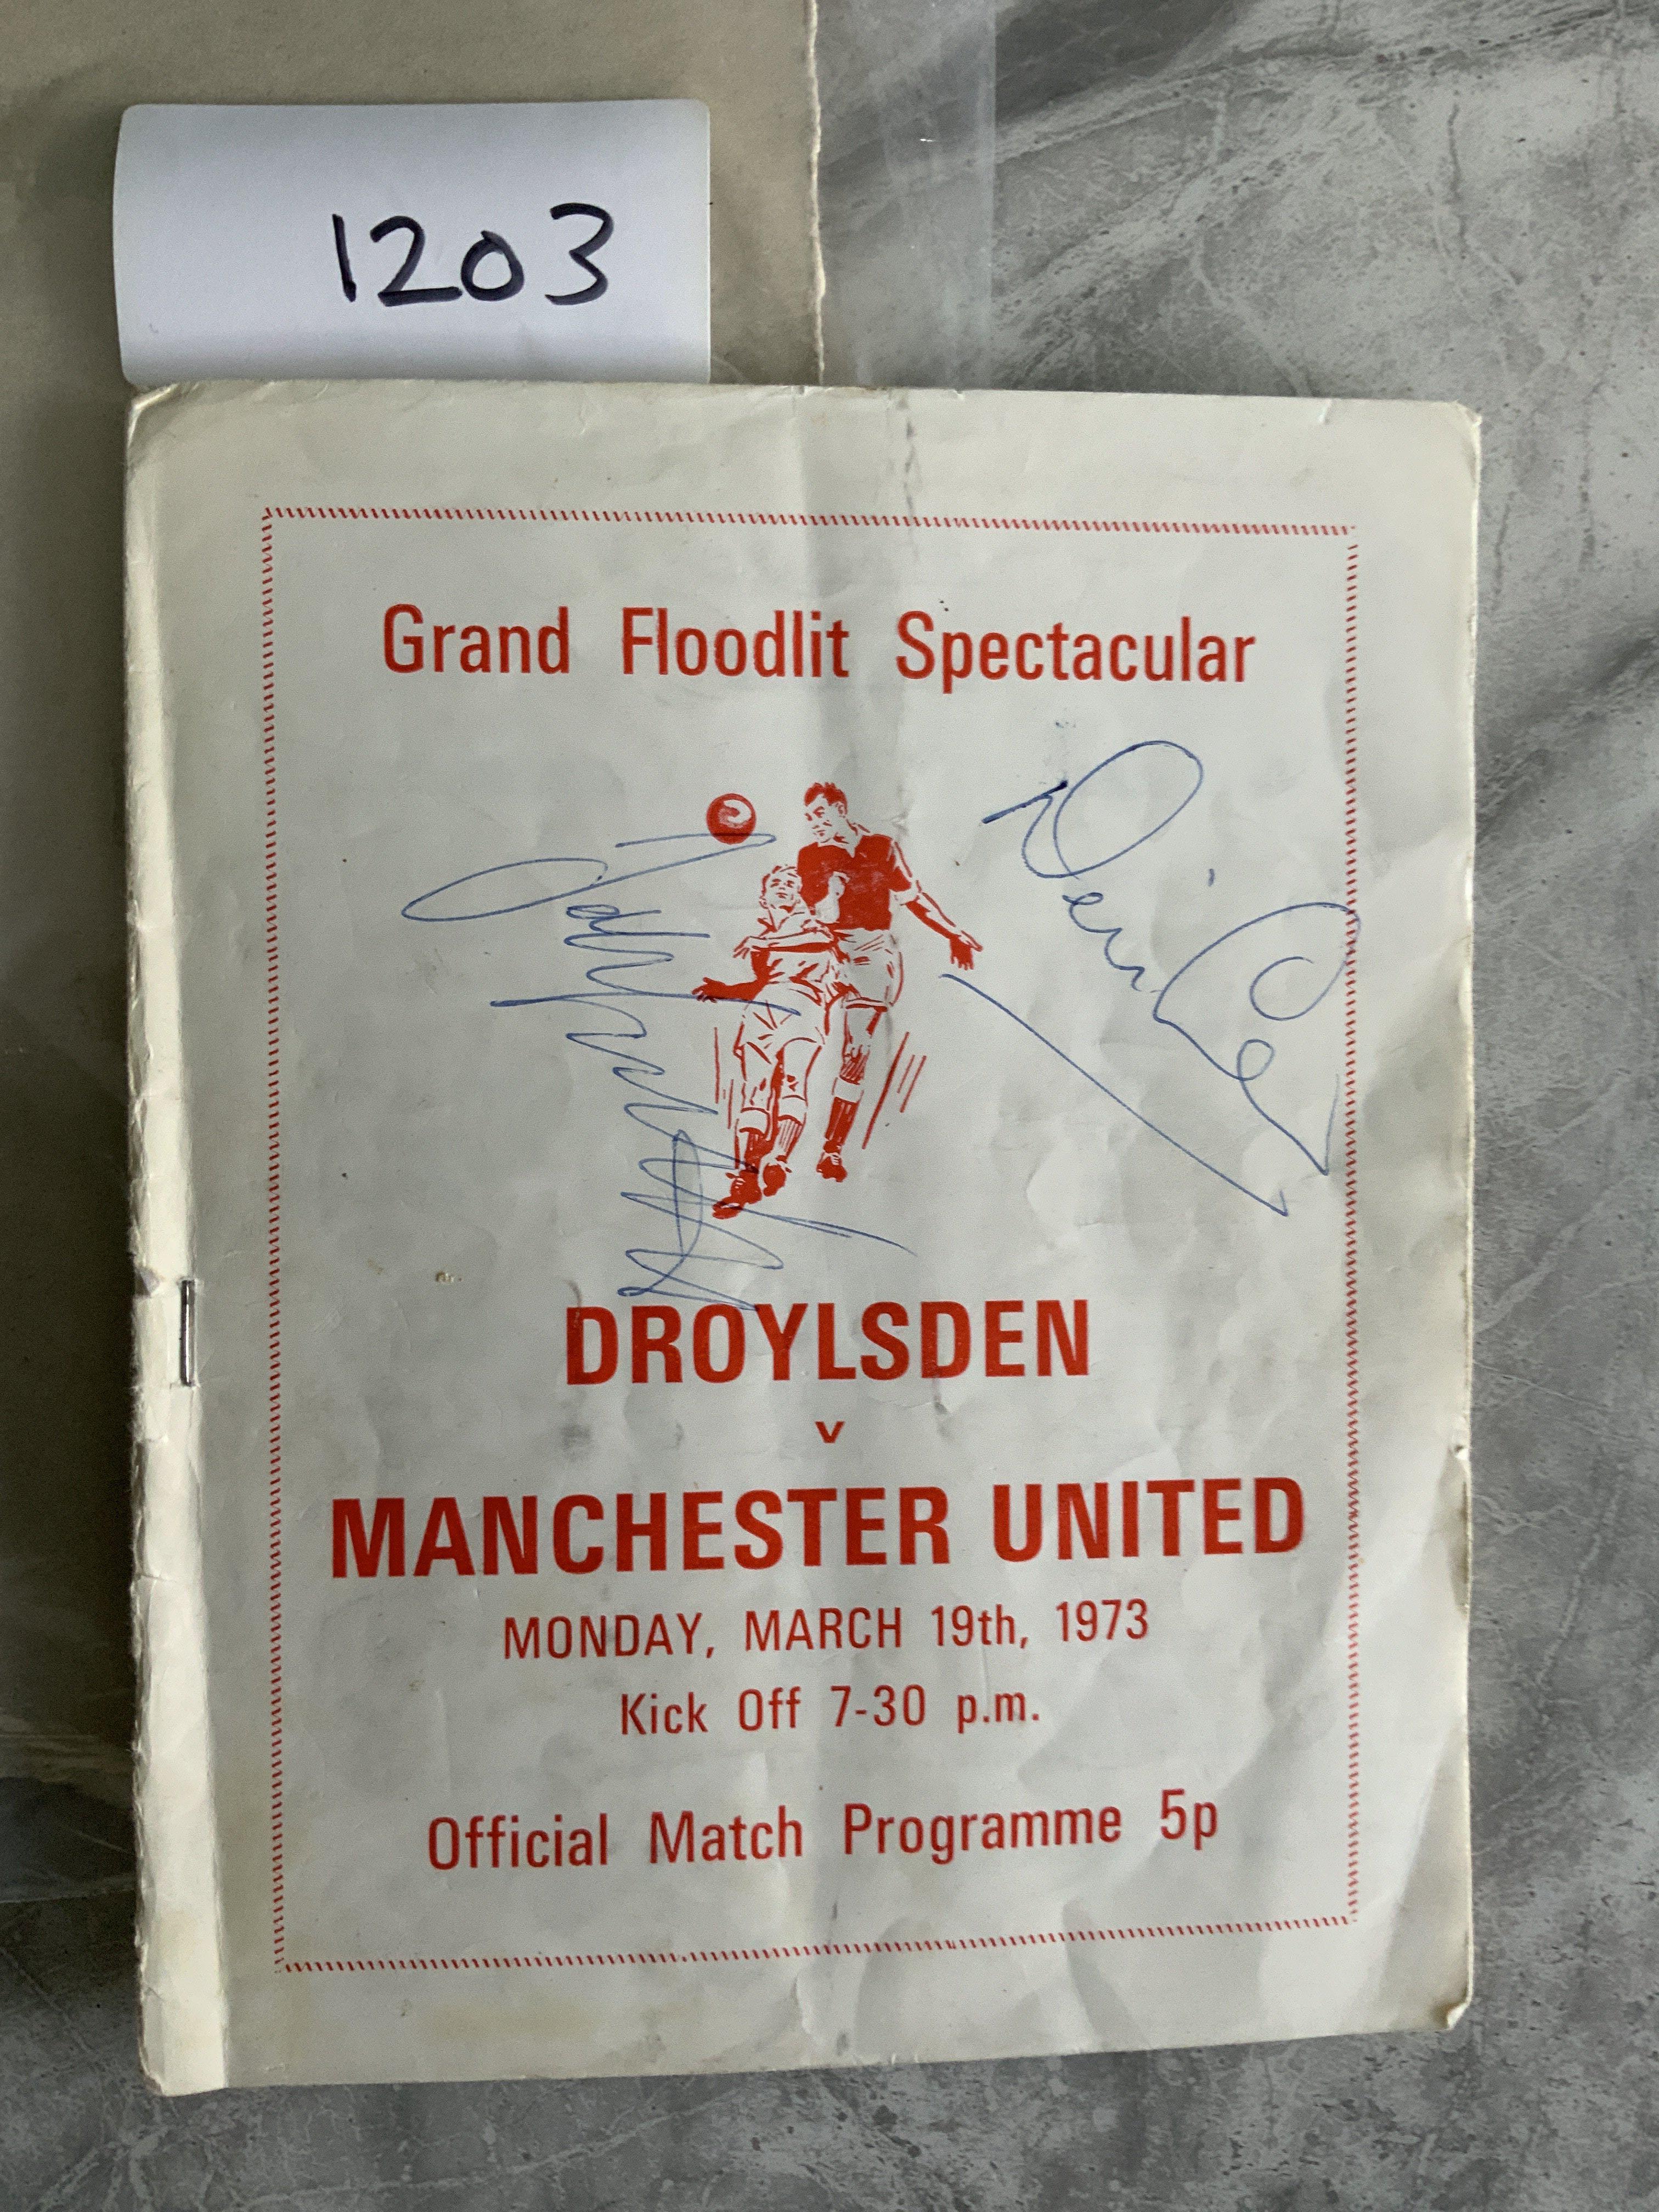 1203
Grand Floodlit Spectacular
DROYLSDEN
v
MANCHESTER UNITED
MONDAY, MARCH 19th, 1973
Kick Off 7-30 p.m.
Official Match Programme 5p